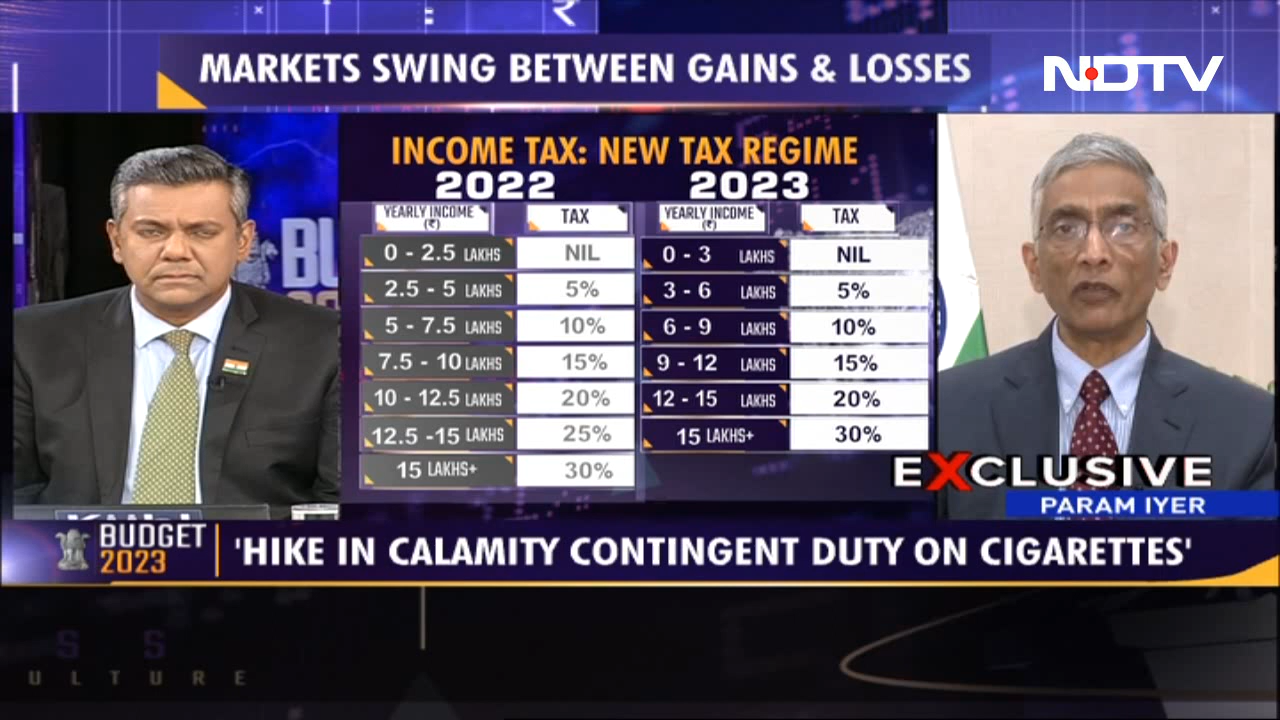 MARKETS SWING BETWEEN GAINS & LOSSES
NDTV
INCOME TAX: NEW TAX REGIME
2022 2023
YEARLY INCOME (₹) TAX YEARLY INCOME (₹) TAX
0 - 2.5 LAKHS NIL 0 - 3 LAKHS NIL
2.5 - 5 LAKHS 5% 3 - 6 LAKHS 5%
5 - 7.5 LAKHS 10% 6 - 9 LAKHS 10%
7.5 - 10 LAKHS 15% 9 - 12 LAKHS 15%
10 - 12.5 LAKHS 20% 12 - 15 LAKHS 20%
12.5 -15 LAKHS 25% 15 LAKHS+ 30%
15 LAKHS+ 30%
EXCLUSIVE
PARAM IYER
BUDGET
2023
'HIKE IN CALAMITY CONTINGENT DUTY ON CIGARETTES'
S S
ULTURE